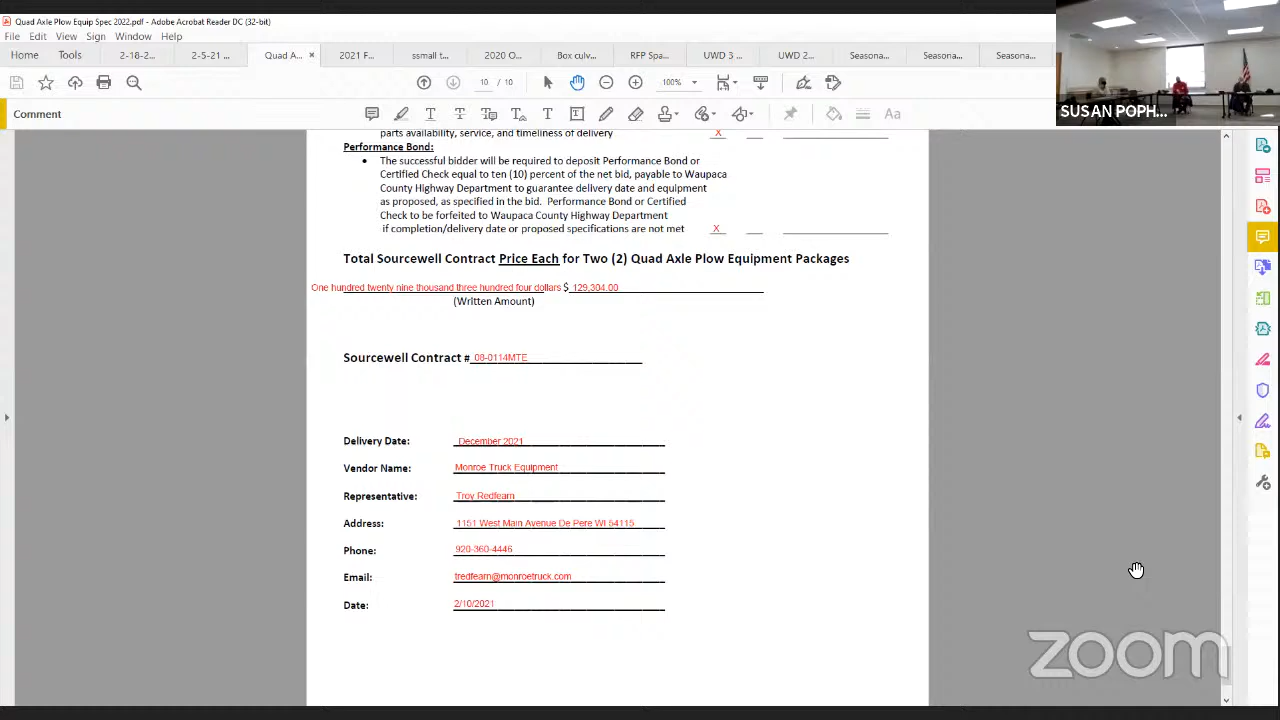 Quad Axle Plow Equip Spec 2022.pdf - Adobe Acrobat Reader DC (32-bit)
File Edit View Sign Window Help
Home Tools 2-18-2... 2-5-21 ... Quad A... × 2021 F... ssmall t... 2020 O... Box culv... RFP Spa... UWD 3 ... UWD 2... Seasona... Seasona... Seasona...
10 / 10 100%
Comment
SUSAN POPH...
parts availability, service, and timeliness of delivery X
Performance Bond:
• The successful bidder will be required to deposit Performance Bond or
Certified Check equal to ten (10) percent of the net bid, payable to Waupaca
County Highway Department to guarantee delivery date and equipment
as proposed, as specified in the bid. Performance Bond or Certified
Check to be forfeited to Waupaca County Highway Department
if completion/delivery date or proposed specifications are not met X
Total Sourcewell Contract Price Each for Two (2) Quad Axle Plow Equipment Packages
One hundred twenty nine thousand three hundred four dollars $ 129,304.00
(Written Amount)
Sourcewell Contract # 08-0114MTE
Delivery Date: December 2021
Vendor Name: Monroe Truck Equipment
Representative: Troy Redfearn
Address: 1151 West Main Avenue De Pere WI 54115
Phone: 920-360-4446
Email: tredfearn@monroetruck.com
Date: 2/10/2021
zoom